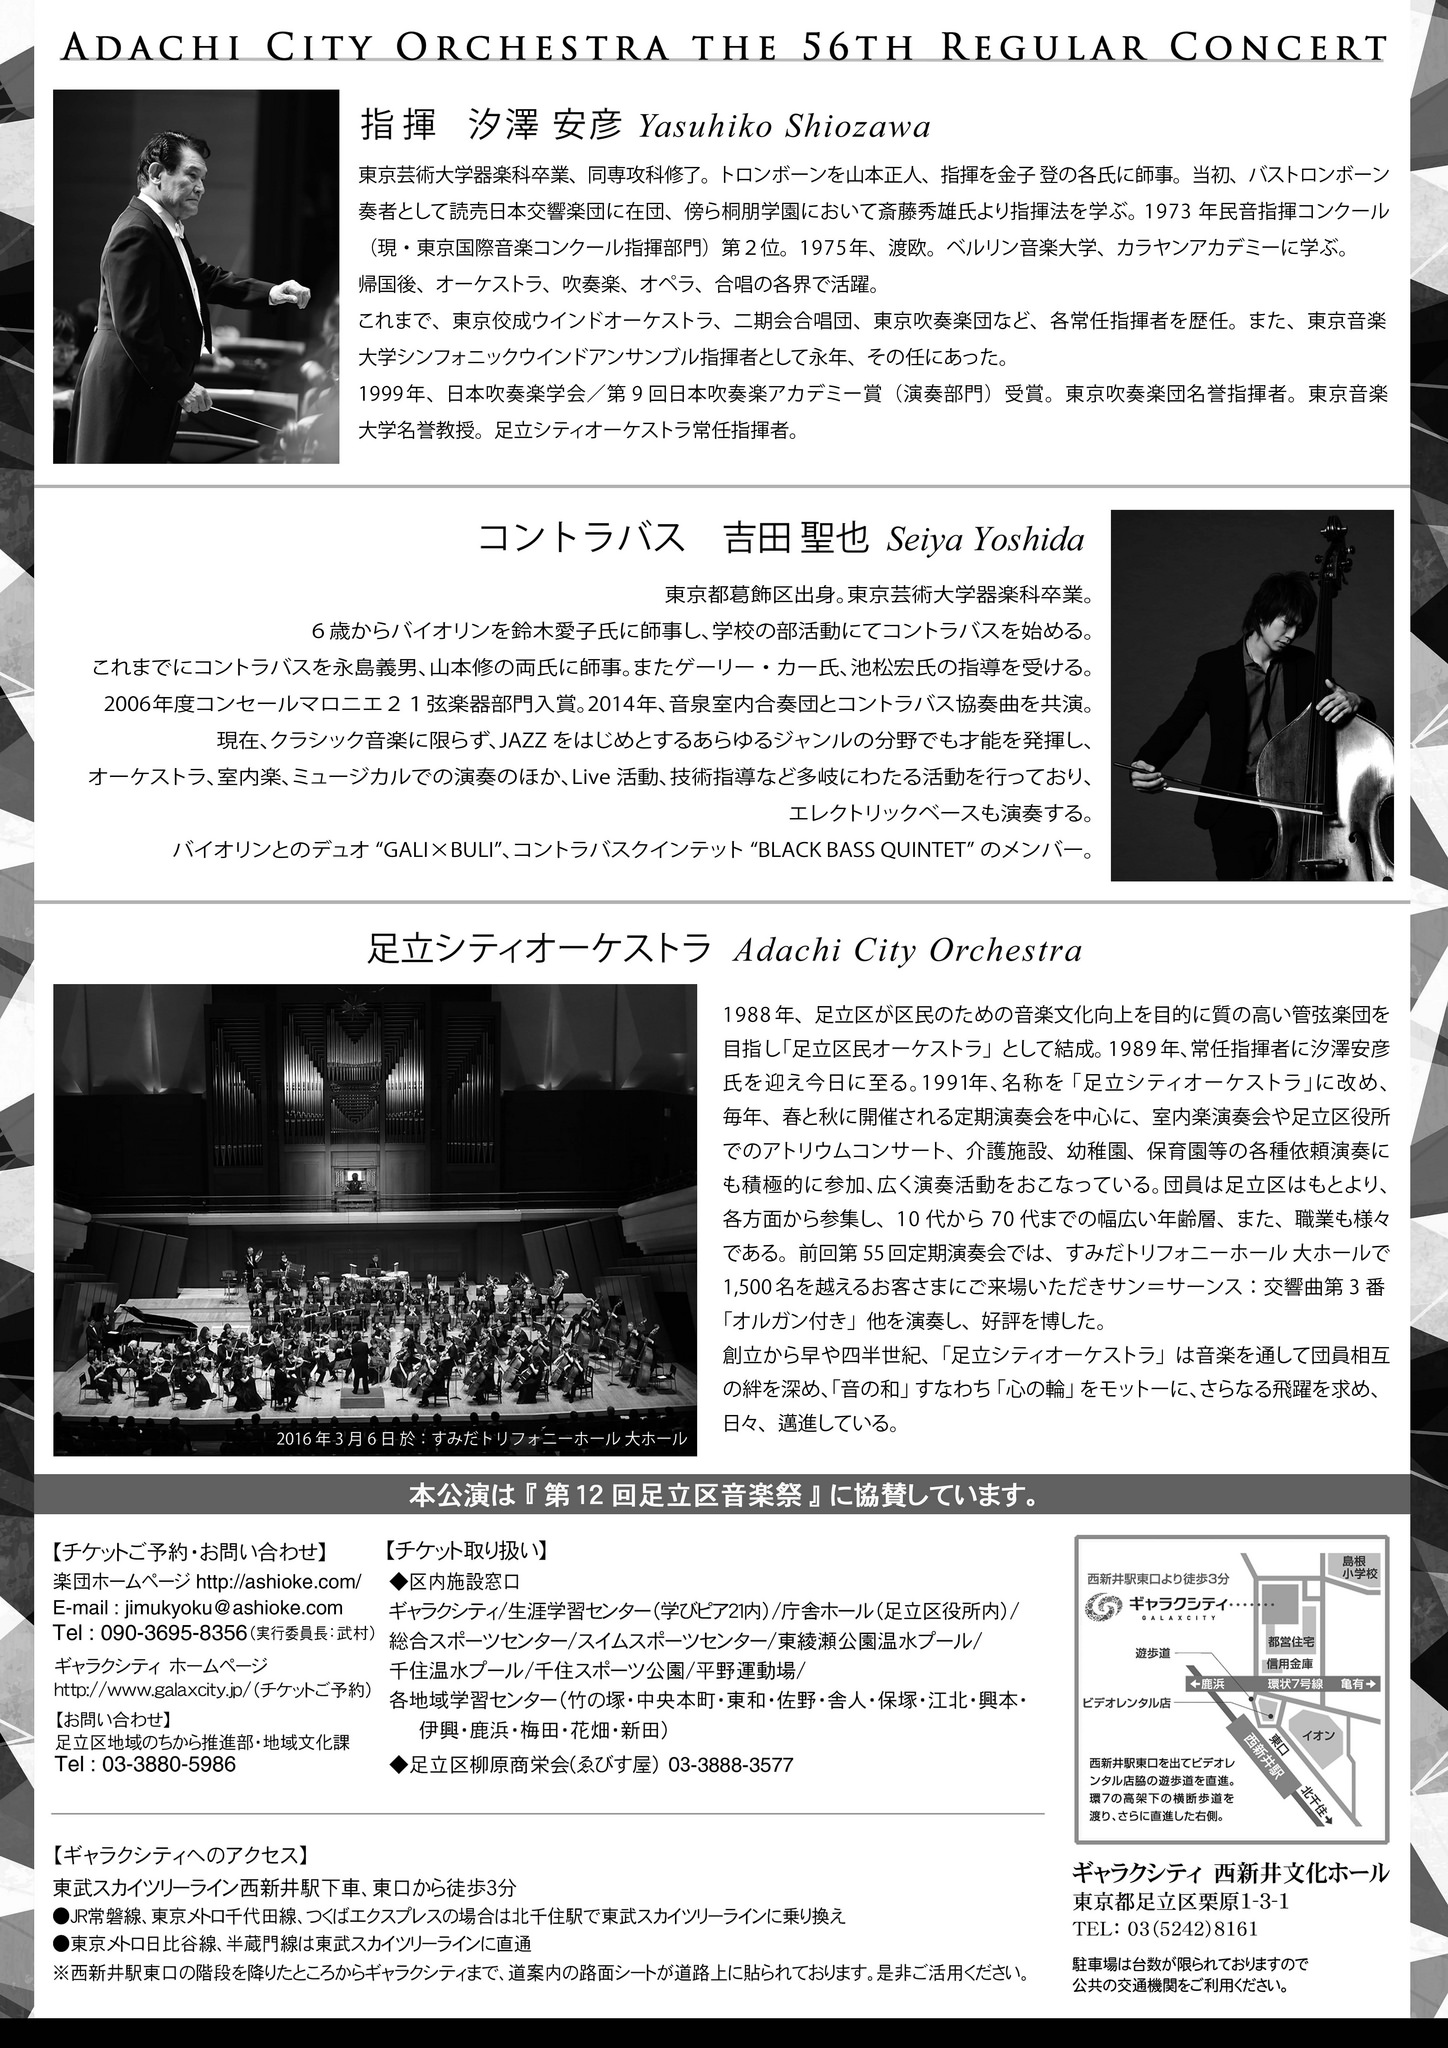 ADACHI CITY ORCHESTRA THE 56TH REGULAR CONCERT
指揮 汐澤 安彦 Yasuhiko Shiozawa
東京芸術大学器楽科卒業、同専攻科修了。トロンボーンを山本正人、指揮を金子 登の各氏に師事。当初、バストロンボーン
奏者として読売日本交響楽団に在団、傍ら桐朋学園において斎藤秀雄氏より指揮法を学ぶ。1973 年民音指揮コンクール
（現・東京国際音楽コンクール指揮部門）第２位。1975年、渡欧。ベルリン音楽大学、カラヤンアカデミーに学ぶ。
帰国後、オーケストラ、吹奏楽、オペラ、合唱の各界で活躍。
これまで、東京佼成ウインドオーケストラ、二期会合唱団、東京吹奏楽団など、各常任指揮者を歴任。また、東京音楽
大学シンフォニックウインドアンサンブル指揮者として永年、その任にあった。
1999年、日本吹奏楽学会／第 9 回日本吹奏楽アカデミー賞（演奏部門）受賞。東京吹奏楽団名誉指揮者。東京音楽
大学名誉教授。足立シティオーケストラ常任指揮者。
コントラバス 吉田 聖也 Seiya Yoshida
東京都葛飾区出身。東京芸術大学器楽科卒業。
６歳からバイオリンを鈴木愛子氏に師事し、学校の部活動にてコントラバスを始める。
これまでにコントラバスを永島義男、山本修の両氏に師事。またゲーリー・カー氏、池松宏氏の指導を受ける。
2006年度コンセールマロニエ２１弦楽器部門入賞。2014年、音泉室内合奏団とコントラバス協奏曲を共演。
現在、クラシック音楽に限らず、JAZZ をはじめとするあらゆるジャンルの分野でも才能を発揮し、
オーケストラ、室内楽、ミュージカルでの演奏のほか、Live 活動、技術指導など多岐にわたる活動を行っており、
エレクトリックベースも演奏する。
バイオリンとのデュオ “GALI×BULI”、コントラバスクインテット “BLACK BASS QUINTET” のメンバー。
足立シティオーケストラ Adachi City Orchestra
1988 年、足立区が区民のための音楽文化向上を目的に質の高い管弦楽団を
目指し「足立区民オーケストラ」として結成。1989 年、常任指揮者に汐澤安彦
氏を迎え今日に至る。1991年、名称を「足立シティオーケストラ」に改め、
毎年、春と秋に開催される定期演奏会を中心に、室内楽演奏会や足立区役所
でのアトリウムコンサート、介護施設、幼稚園、保育園等の各種依頼演奏に
も積極的に参加、広く演奏活動をおこなっている。団員は足立区はもとより、
各方面から参集し、10 代から 70 代までの幅広い年齢層、また、職業も様々
である。前回第 55 回定期演奏会では、すみだトリフォニーホール 大ホールで
1,500 名を越えるお客さまにご来場いただきサン＝サーンス：交響曲第 3 番
「オルガン付き」他を演奏し、好評を博した。
創立から早や四半世紀、「足立シティオーケストラ」は音楽を通して団員相互
の絆を深め、「音の和」すなわち「心の輪」をモットーに、さらなる飛躍を求め、
日々、邁進している。
2016 年 3 月 6 日 於：すみだトリフォニーホール 大ホール
本公演は『 第 12 回足立区音楽祭 』に協賛しています。
【チケットご予約・お問い合わせ】
楽団ホームページ http://ashioke.com/
E-mail : jimukyoku@ashioke.com
Tel : 090-3695-8356（実行委員長：武村）
ギャラクシティ ホームページ
http://www.galaxcity.jp/（チケットご予約）
【お問い合わせ】
足立区地域のちから推進部・地域文化課
Tel : 03-3880-5986
【チケット取り扱い】
◆区内施設窓口
ギャラクシティ/生涯学習センター（学びピア21内）/庁舎ホール（足立区役所内）/
総合スポーツセンター/スイムスポーツセンター/東綾瀬公園温水プール/
千住温水プール/千住スポーツ公園/平野運動場/
各地域学習センター（竹の塚・中央本町・東和・佐野・舎人・保塚・江北・興本・
伊興・鹿浜・梅田・花畑・新田）
◆足立区柳原商栄会（ゑびす屋） 03-3888-3577
島根
小学校
西新井駅東口より徒歩3分
ギャラクシティ
GALAXCITY
都営住宅
遊歩道
信用金庫
←鹿浜 環状7号線 亀有→
ビデオレンタル店
イオン
東口
西新井駅
北千住→
西新井駅東口を出てビデオレ
ンタル店脇の遊歩道を直進。
環7の高架下の横断歩道を
渡り、さらに直進した右側。
【ギャラクシティへのアクセス】
東武スカイツリーライン西新井駅下車、東口から徒歩3分
●JR常磐線、東京メトロ千代田線、つくばエクスプレスの場合は北千住駅で東武スカイツリーラインに乗り換え
●東京メトロ日比谷線、半蔵門線は東武スカイツリーラインに直通
※西新井駅東口の階段を降りたところからギャラクシティまで、道案内の路面シートが道路上に貼られております。是非ご活用ください。
ギャラクシティ 西新井文化ホール
東京都足立区栗原1-3-1
TEL： 03(5242)8161
駐車場は台数が限られておりますので
公共の交通機関をご利用ください。